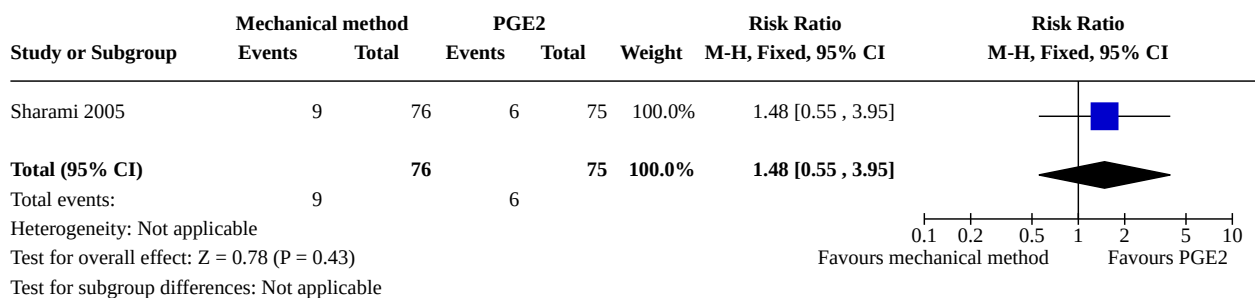 Mechanical method PGE2 Risk Ratio Risk Ratio
Study or Subgroup Events Total Events Total Weight M-H, Fixed, 95% CI M-H, Fixed, 95% CI
Sharami 2005 9 76 6 75 100.0% 1.48 [0.55 , 3.95]
Total (95% CI) 76 75 100.0% 1.48 [0.55 , 3.95]
Total events: 9 6
Heterogeneity: Not applicable
0.1 0.2 0.5 1 2 5 10
Test for overall effect: Z = 0.78 (P = 0.43) Favours mechanical method Favours PGE2
Test for subgroup differences: Not applicable